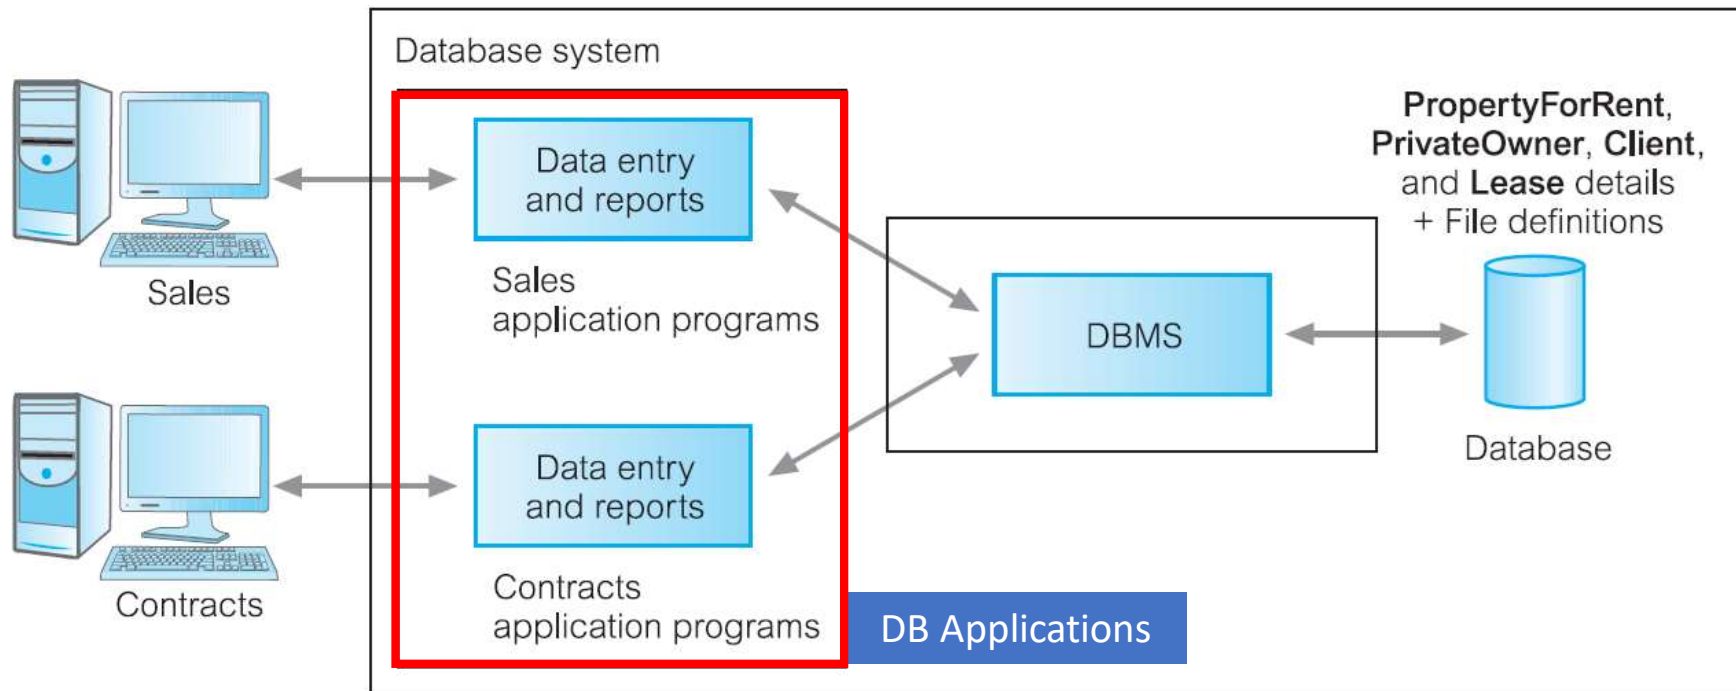 Database system
Data entry
and reports
Sales
application programs
Sales
Data entry
and reports
Contracts
application programs
Contracts
DB Applications
DBMS
PropertyForRent,
PrivateOwner, Client,
and Lease details
+ File definitions
Database